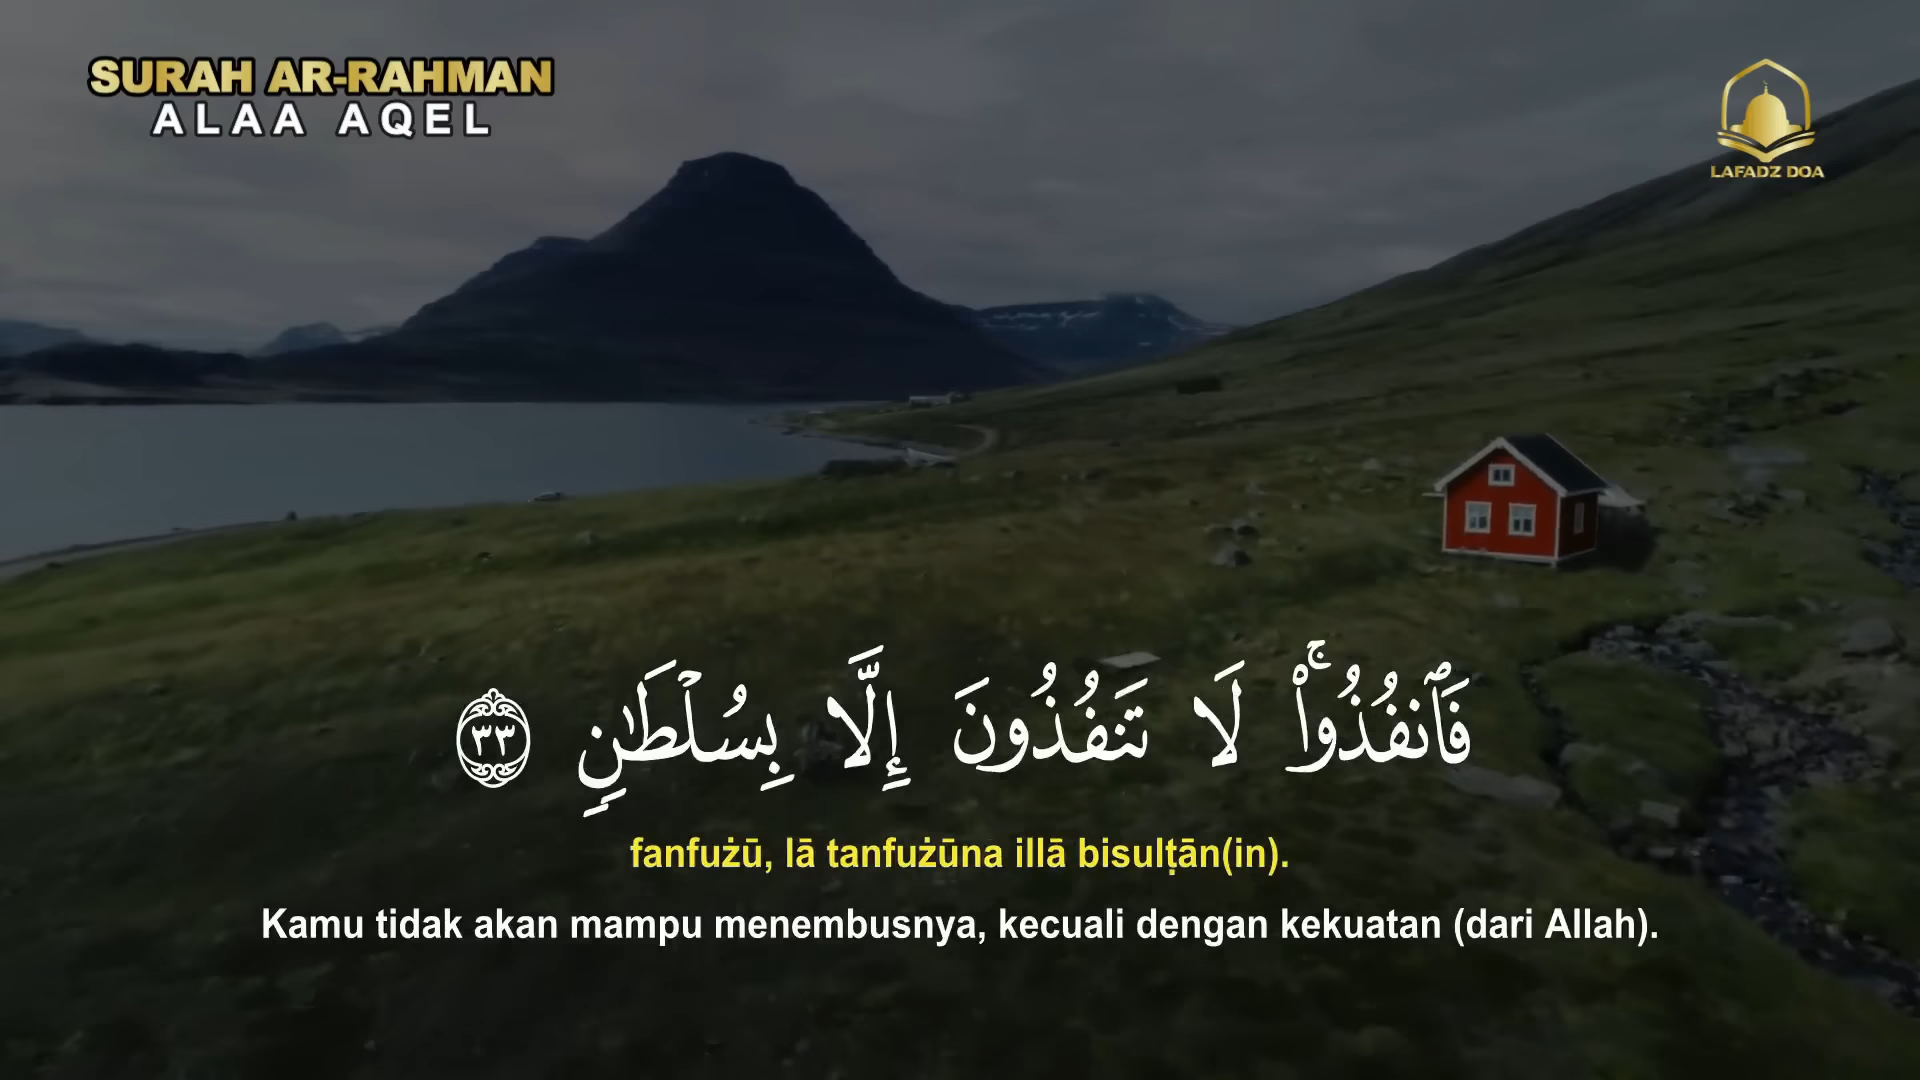 SURAH AR-RAHMAN
ALAA AQEL
LAFADZ DOA
فَٱنفُذُوا۟ ۚ لَا تَنفُذُونَ إِلَّا بِسُلْطَـٰنٍ ٣٣
fanfużū, lā tanfużūna illā bisulṭān(in).
Kamu tidak akan mampu menembusnya, kecuali dengan kekuatan (dari Allah).